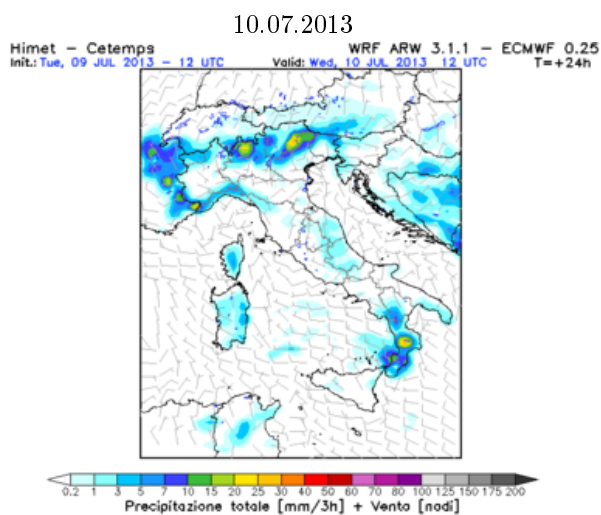 10.07.2013
Himet – Cetemps WRF ARW 3.1.1 – ECMWF 0.25
Init.: Tue, 09 JUL 2013 – 12 UTC Valid: Wed, 10 JUL 2013 12 UTC T=+24h
0.2 1 3 5 7 10 15 20 25 30 40 50 60 70 80 90 100 125 150 175 200
Precipitazione totale [mm/3h] + Vento [nodi]